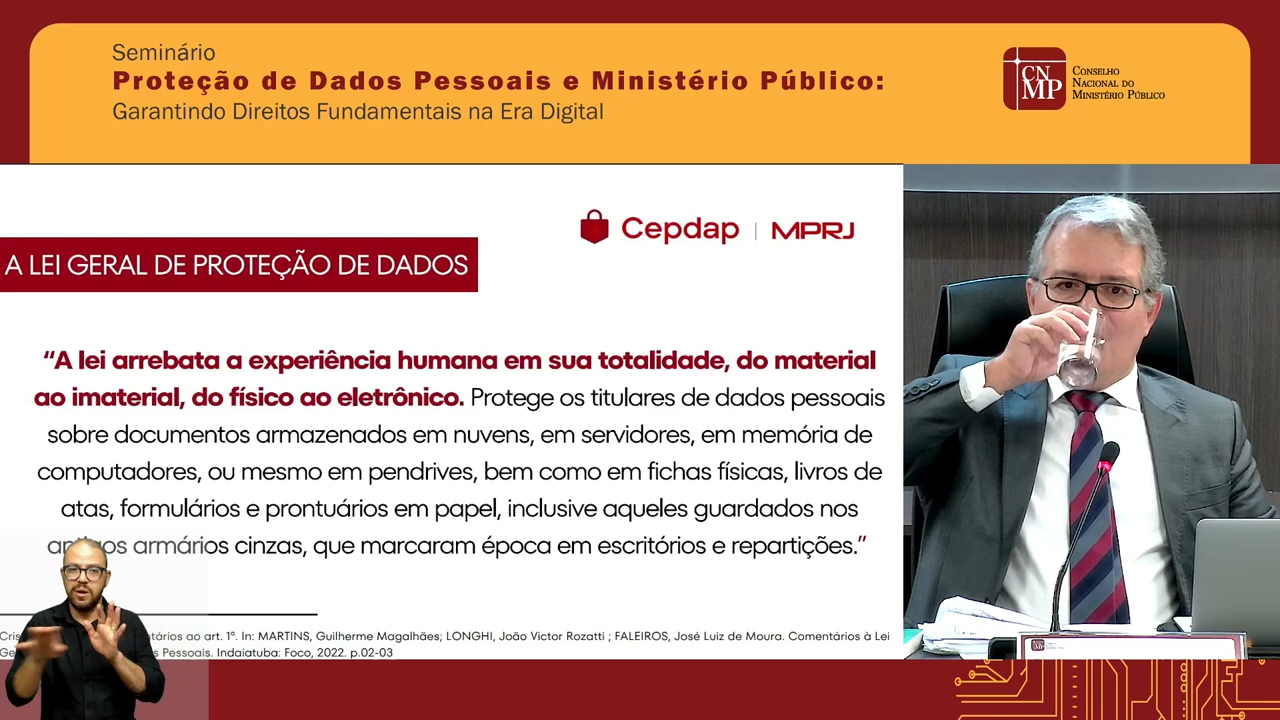 Seminário
Proteção de Dados Pessoais e Ministério Público:
Garantindo Direitos Fundamentais na Era Digital
CN
MP
Conselho
Nacional do
Ministério Público
Cepdap | MPRJ
A LEI GERAL DE PROTEÇÃO DE DADOS
“A lei arrebata a experiência humana em sua totalidade, do material
ao imaterial, do físico ao eletrônico. Protege os titulares de dados pessoais
sobre documentos armazenados em nuvens, em servidores, em memória de
computadores, ou mesmo em pendrives, bem como em fichas físicas, livros de
atas, formulários e prontuários em papel, inclusive aqueles guardados nos
antigos armários cinzas, que marcaram época em escritórios e repartições.”
ao art. 1º. In: MARTINS, Guilherme Magalhães; LONGHI, João Victor Rozatti ; FALEIROS, José Luiz de Moura. Comentários à Lei
Pessoais. Indaiatuba: Foco, 2022. p.02-03